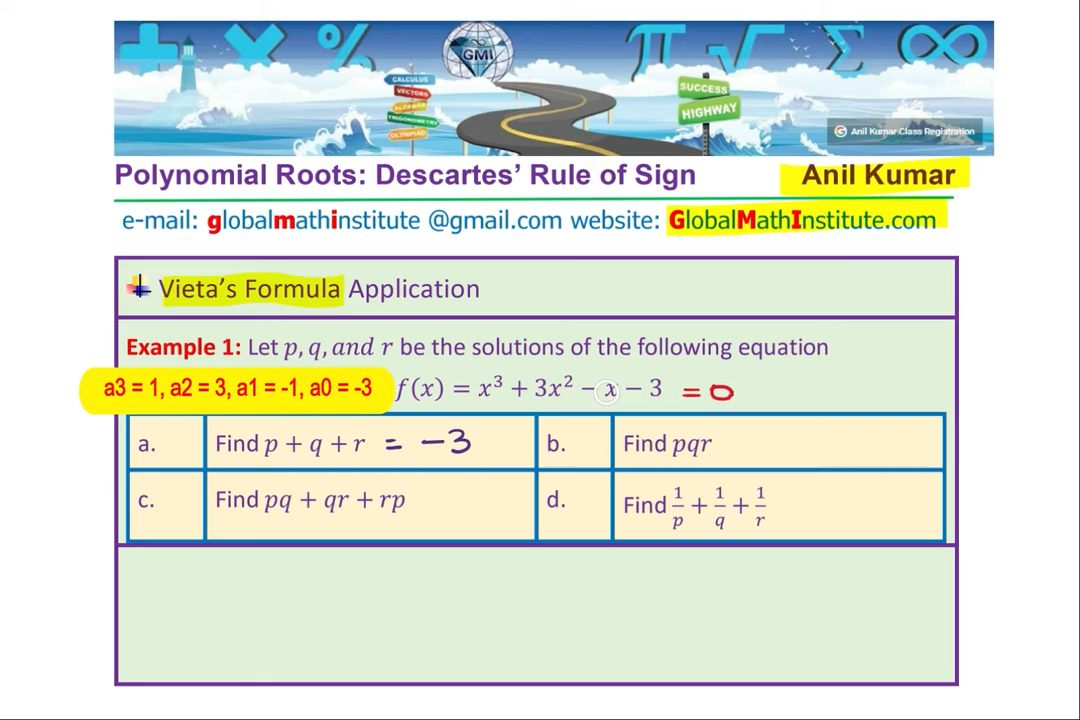 GMI
CALCULUS
VECTORS
ALGEBRA
TRIGONOMETRY
OLYMPIAD
SUCCESS
HIGHWAY
Anil Kumar Class Registration
Polynomial Roots: Descartes' Rule of Sign Anil Kumar
e-mail: globalmathinstitute @gmail.com website: GlobalMathInstitute.com
Vieta's Formula Application
Example 1: Let p, q, and r be the solutions of the following equation
a3 = 1, a2 = 3, a1 = -1, a0 = -3 f(x) = x³ + 3x² − x − 3 = 0
a. Find p + q + r = −3 b. Find pqr
c. Find pq + qr + rp d. Find 1/p + 1/q + 1/r